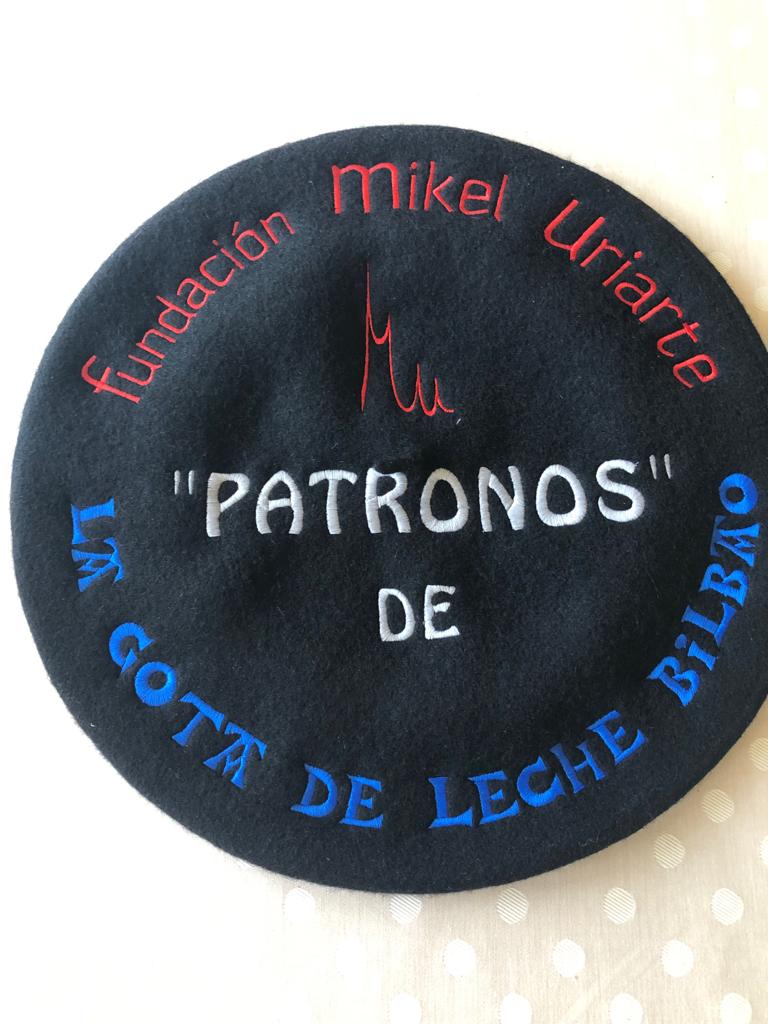 fundación mikel Uriarte
Mu
"PATRONOS"
DE
LA GOTA DE LECHE BiLBAO